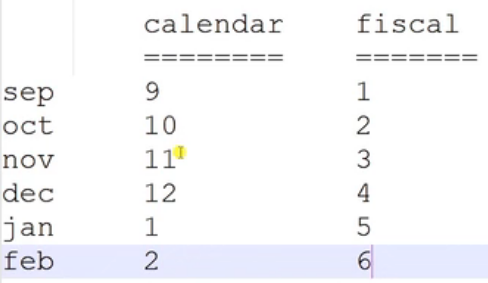 calendar fiscal
======== =======
sep 9 1
oct 10 2
nov 11 3
dec 12 4
jan 1 5
feb 2 6